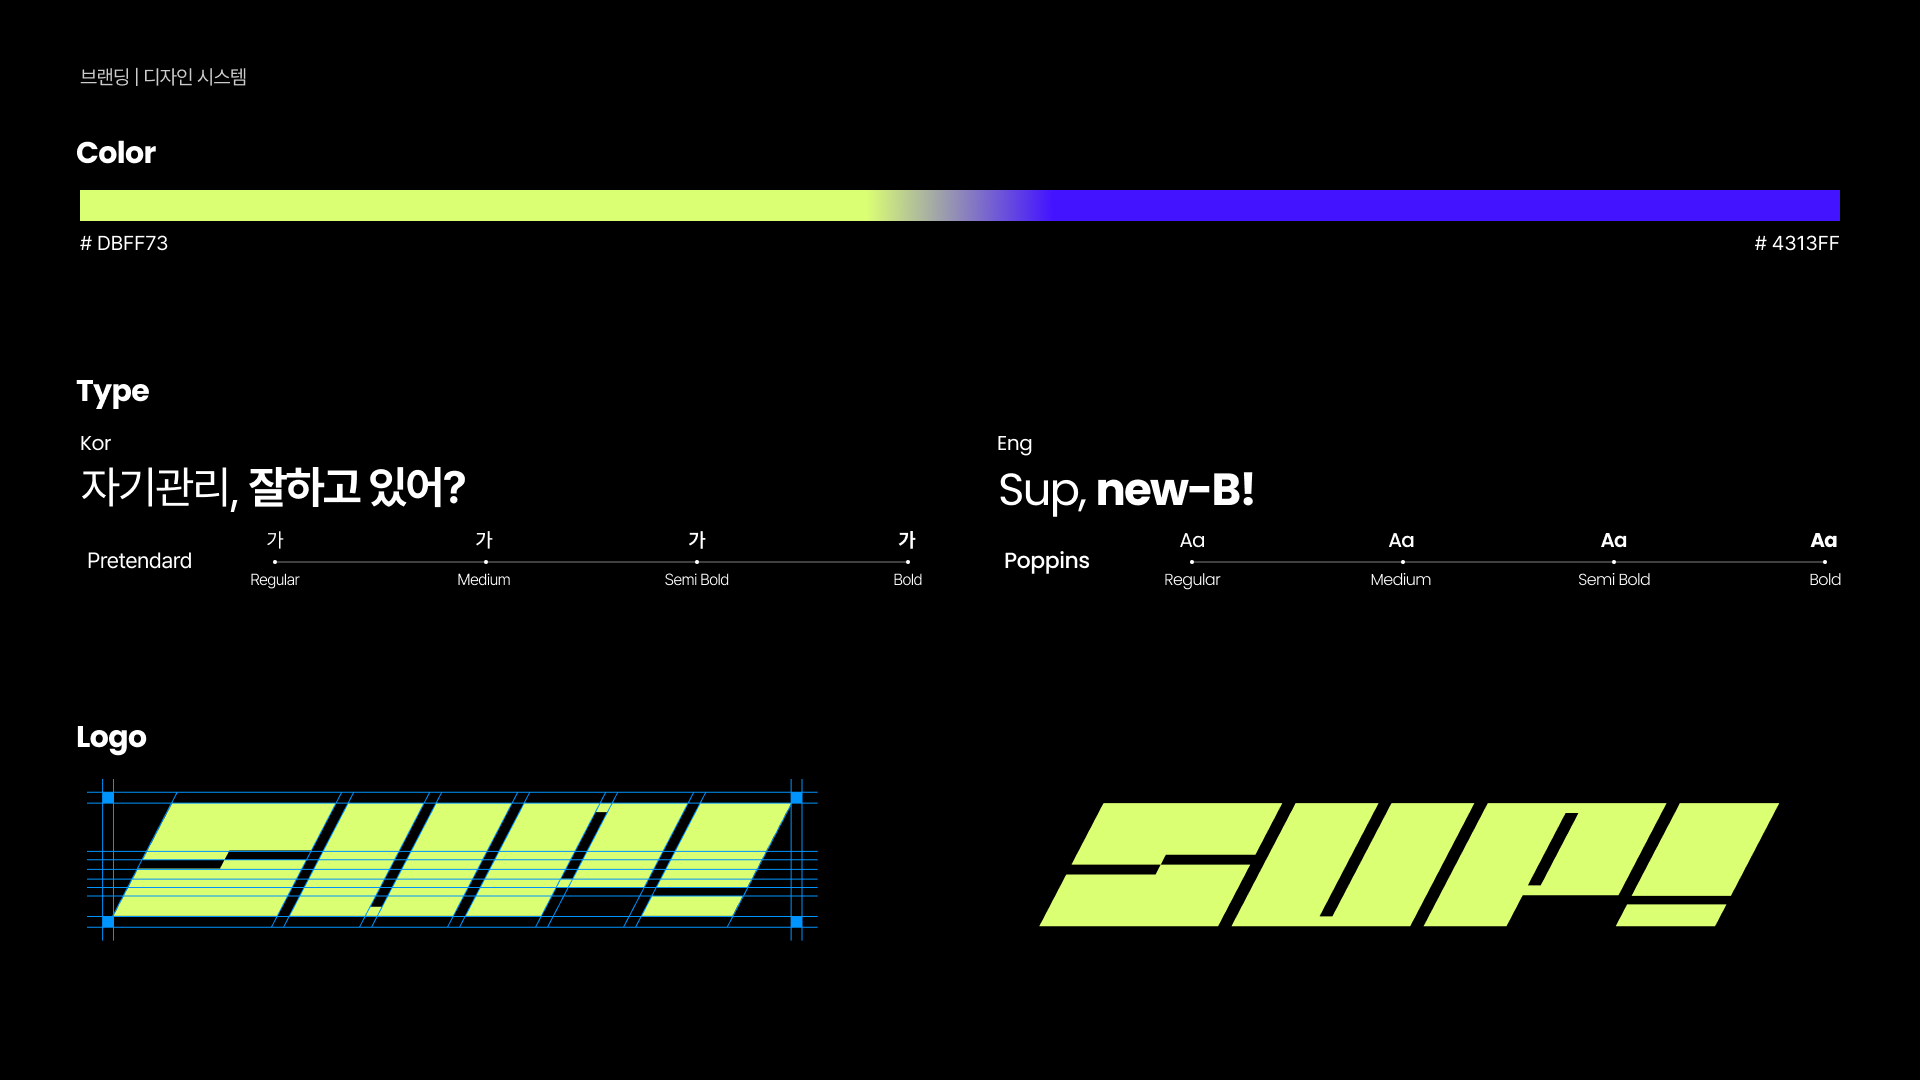 브랜딩 | 디자인 시스템
Color
# DBFF73
# 4313FF
Type
Kor
자기관리, 잘하고 있어?
Pretendard
가 가 가 가
Regular Medium Semi Bold Bold
Eng
Sup, new-B!
Poppins
Aa Aa Aa Aa
Regular Medium Semi Bold Bold
Logo
SUP!
SUP!